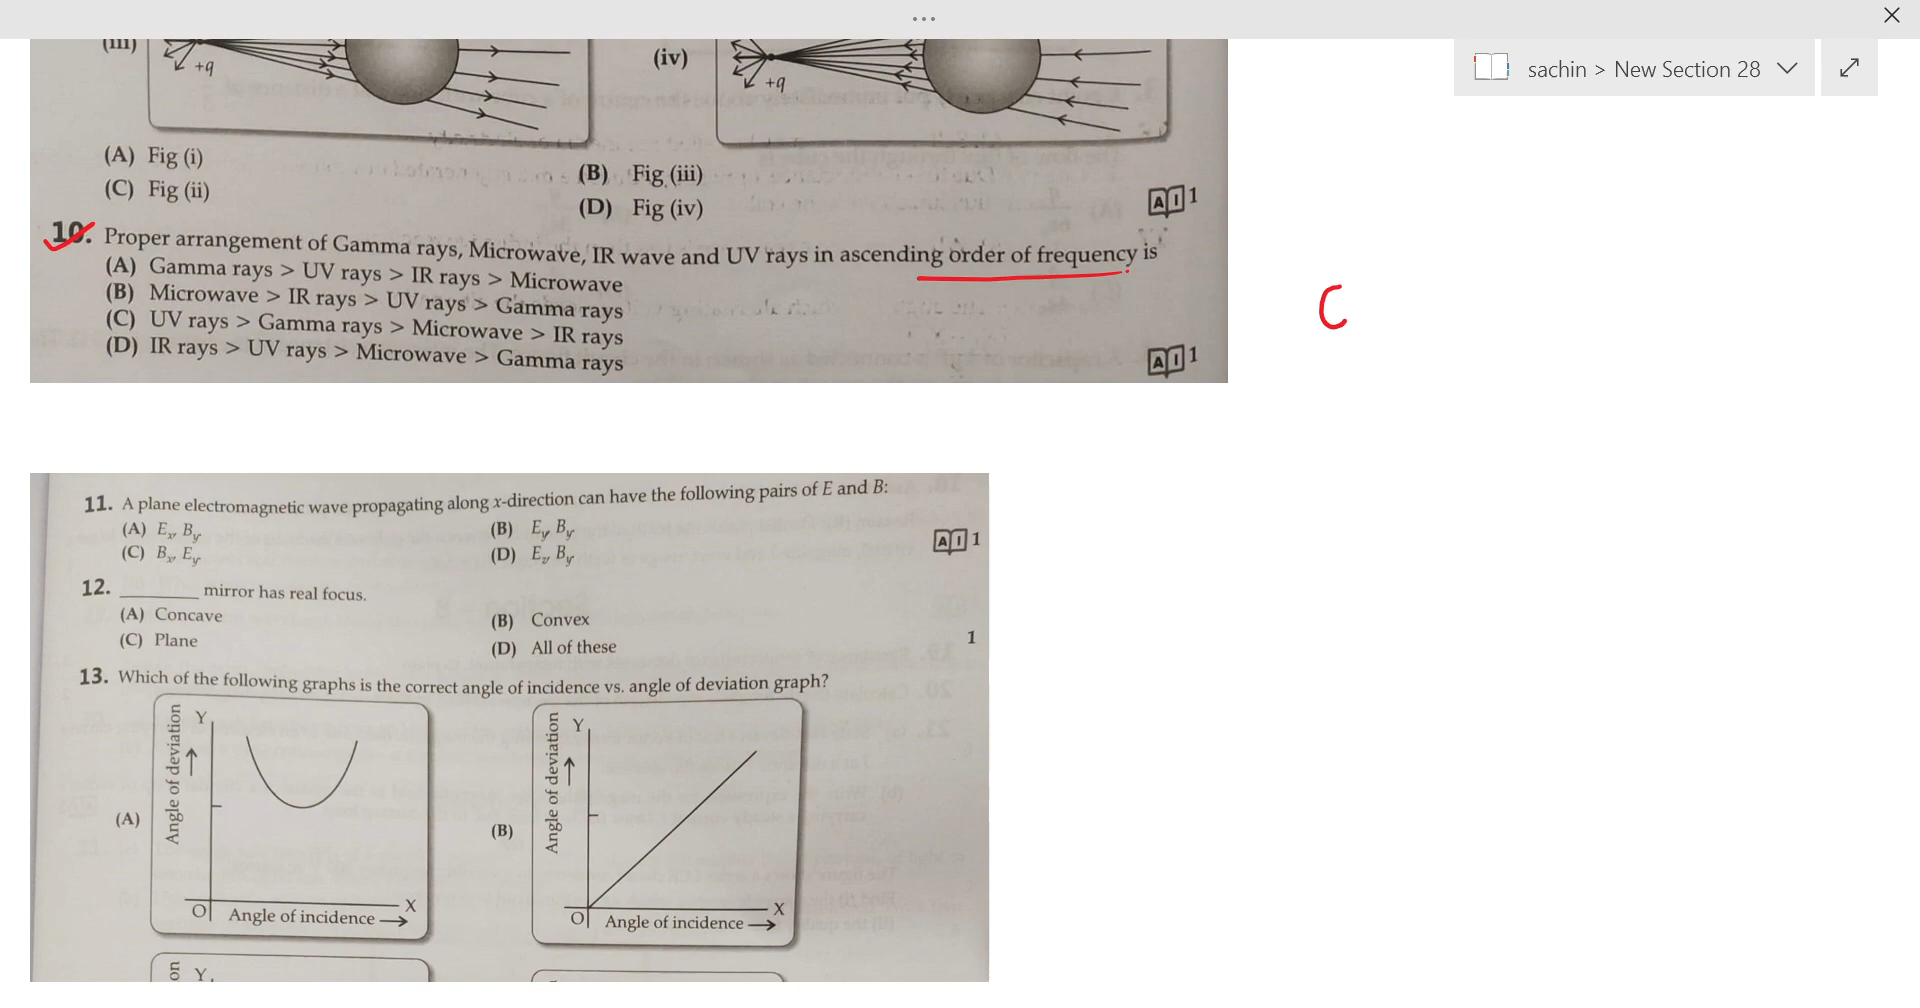 sachin > New Section 28
(iii)
+q
(iv)
+q
(A) Fig (i)
(B) Fig (iii)
(C) Fig (ii)
(D) Fig (iv)
AI 1
10. Proper arrangement of Gamma rays, Microwave, IR wave and UV rays in ascending order of frequency is
(A) Gamma rays > UV rays > IR rays > Microwave
(B) Microwave > IR rays > UV rays > Gamma rays
(C) UV rays > Gamma rays > Microwave > IR rays
(D) IR rays > UV rays > Microwave > Gamma rays
AI 1
C
11. A plane electromagnetic wave propagating along x-direction can have the following pairs of E and B:
(A) Ex, By
(B) Ey, By
(C) Bx, Ey
(D) Ez, By
AI 1
12. ________ mirror has real focus.
(A) Concave
(B) Convex
(C) Plane
(D) All of these
1
13. Which of the following graphs is the correct angle of incidence vs. angle of deviation graph?
(A)
Angle of deviation
Y
O
X
Angle of incidence
(B)
Angle of deviation
Y
O
X
Angle of incidence
on
Y